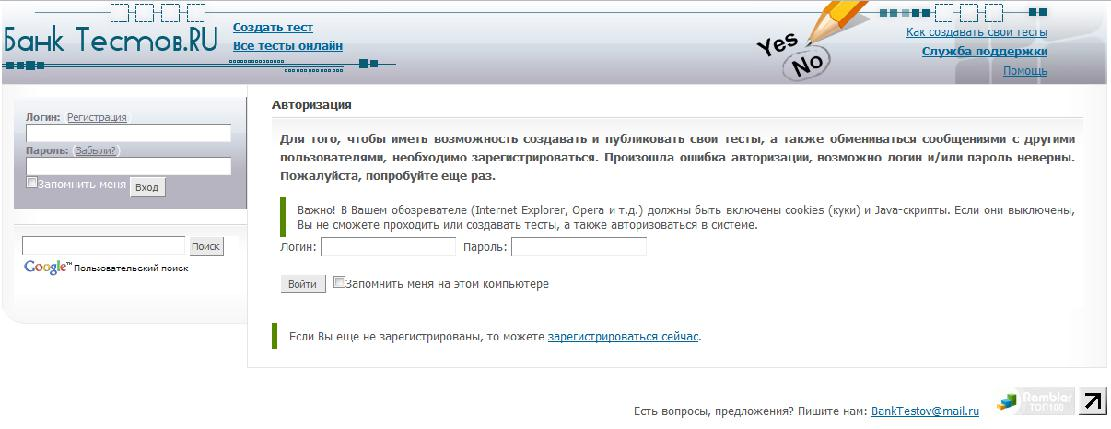 Банк Тестов.RU
Создать тест
Все тесты онлайн
Yes
No
Как создавать свои тесты
Служба поддержки
Помощь
Логин: (Регистрация)
Пароль: (Забыли?)
Запомнить меня Вход
Поиск
Google™ Пользовательский поиск
Авторизация
Для того, чтобы иметь возможность создавать и публиковать свои тесты, а также обмениваться сообщениями с другими
пользователями, необходимо зарегистрироваться. Произошла ошибка авторизации, возможно логин и/или пароль неверны.
Пожалуйста, попробуйте еще раз.
Важно! В Вашем обозревателе (Internet Explorer, Opera и т.д.) должны быть включены cookies (куки) и Java-скрипты. Если они выключены,
Вы не сможете проходить или создавать тесты, а также авторизоваться в системе.
Логин: Пароль:
Войти Запомнить меня на этом компьютере
Если Вы еще не зарегистрированы, то можете зарегистрироваться сейчас.
Есть вопросы, предложения? Пишите нам: BankTestov@mail.ru
Rambler
ТОП100